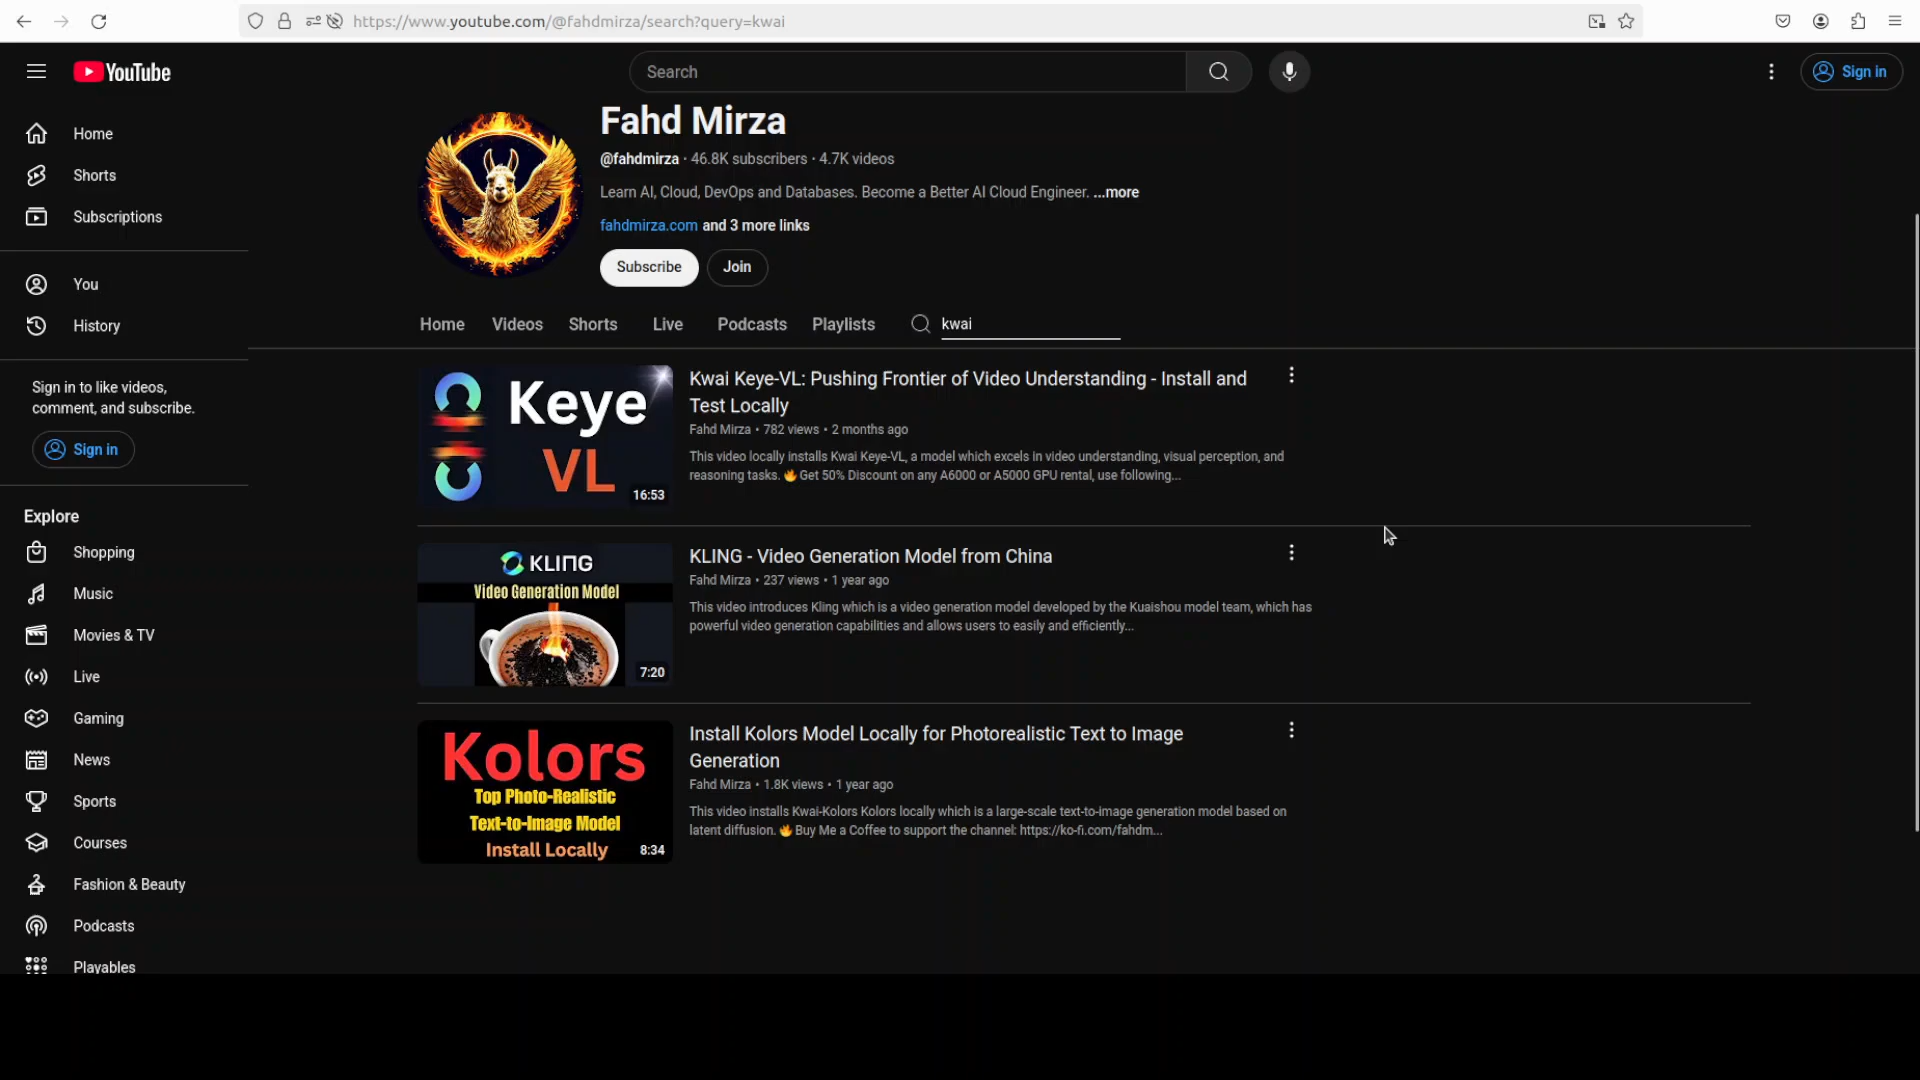 https://www.youtube.com/@fahdmirza/search?query=kwai
YouTube
Search
Sign in
Home
Shorts
Subscriptions
You
History
Sign in to like videos,
comment, and subscribe.
Sign in
Explore
Shopping
Music
Movies & TV
Live
Gaming
News
Sports
Courses
Fashion & Beauty
Podcasts
Playables
Fahd Mirza
@fahdmirza · 46.8K subscribers · 4.7K videos
Learn AI, Cloud, DevOps and Databases. Become a Better AI Cloud Engineer. ...more
fahdmirza.com and 3 more links
Subscribe Join
Home Videos Shorts Live Podcasts Playlists kwai
Keye
VL
16:53
Kwai Keye-VL: Pushing Frontier of Video Understanding - Install and
Test Locally
Fahd Mirza • 782 views • 2 months ago
This video locally installs Kwai Keye-VL, a model which excels in video understanding, visual perception, and
reasoning tasks. 🔥 Get 50% Discount on any A6000 or A5000 GPU rental, use following...
KLING
Video Generation Model
7:20
KLING - Video Generation Model from China
Fahd Mirza • 237 views • 1 year ago
This video introduces Kling which is a video generation model developed by the Kuaishou model team, which has
powerful video generation capabilities and allows users to easily and efficiently...
Kolors
Top Photo-Realistic
Text-to-Image Model
Install Locally
8:34
Install Kolors Model Locally for Photorealistic Text to Image
Generation
Fahd Mirza • 1.8K views • 1 year ago
This video installs Kwai-Kolors Kolors locally which is a large-scale text-to-image generation model based on
latent diffusion. 🔥 Buy Me a Coffee to support the channel: https://ko-fi.com/fahdm...